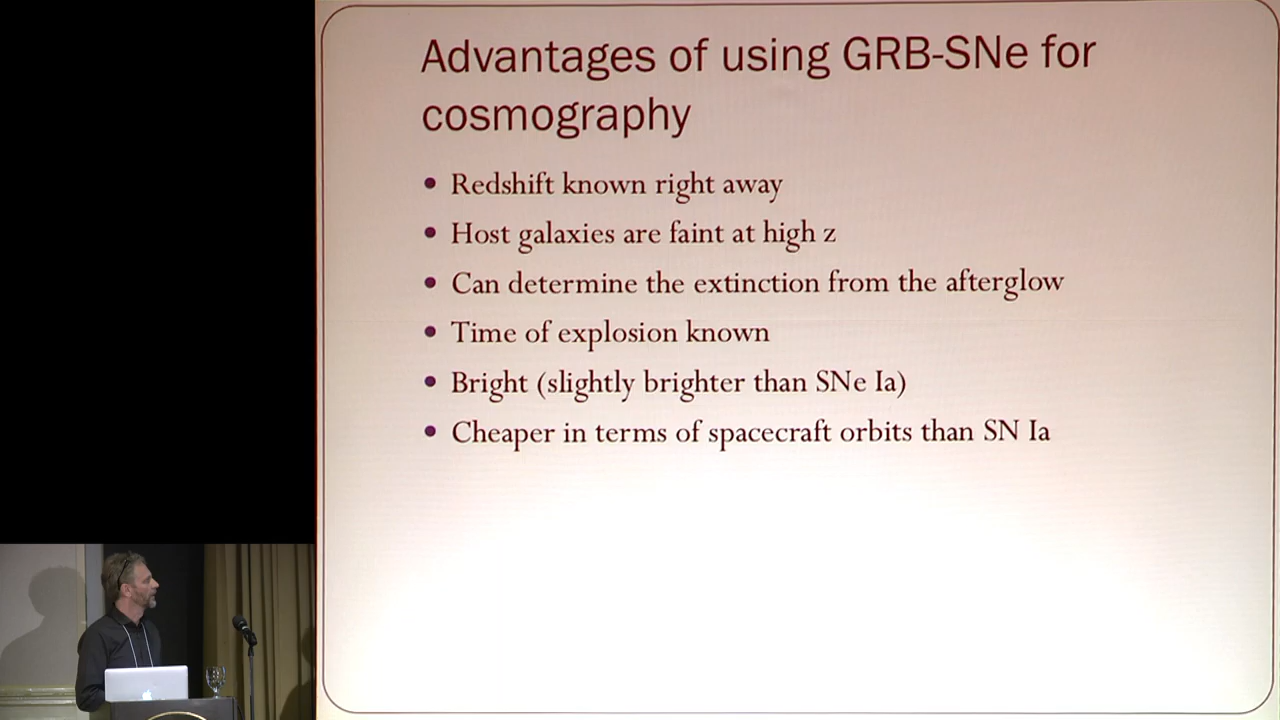 Advantages of using GRB-SNe for
cosmography
• Redshift known right away
• Host galaxies are faint at high z
• Can determine the extinction from the afterglow
• Time of explosion known
• Bright (slightly brighter than SNe Ia)
• Cheaper in terms of spacecraft orbits than SN Ia